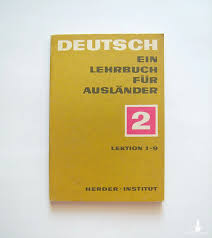 DEUTSCH
EIN
LEHRBUCH
FÜR
AUSLÄNDER
2
LEKTION 1-9
HERDER-INSTITUT